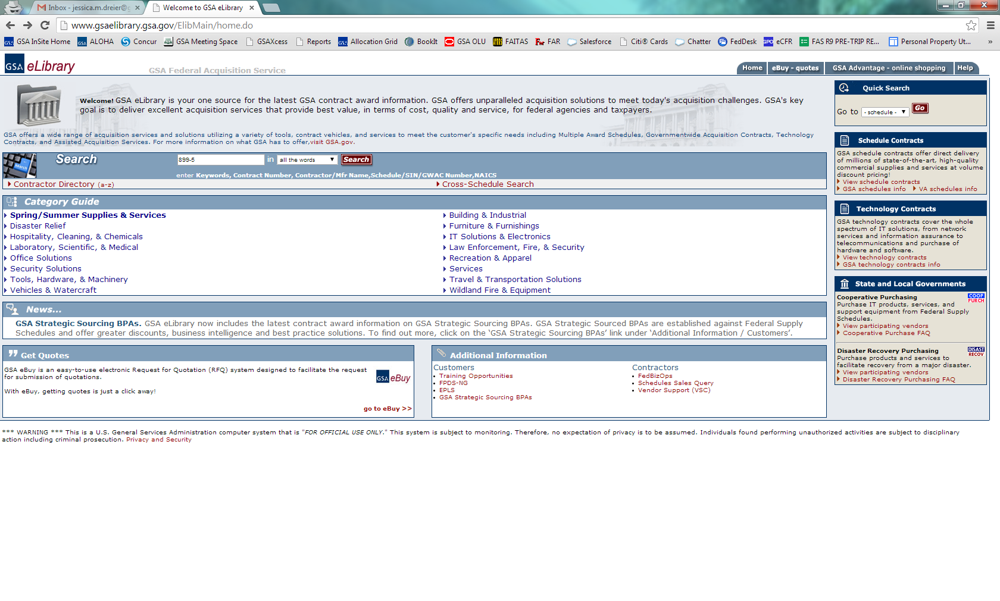 Inbox - jessica.m.dreier@g
Welcome to GSA eLibrary
www.gsaelibrary.gsa.gov/ElibMain/home.do
GSA InSite Home ALOHA Concur GSA Meeting Space GSAXcess Reports Allocation Grid BookIt GSA OLU FAITAS FAR Salesforce Citi® Cards Chatter FedDesk eCFR FAS R9 PRE-TRIP RE... Personal Property Ut... »
GSA eLibrary
GSA Federal Acquisition Service
Home eBuy - quotes GSA Advantage - online shopping Help
Welcome! GSA eLibrary is your one source for the latest GSA contract award information. GSA offers unparalleled acquisition solutions to meet today's acquisition challenges. GSA's key
goal is to deliver excellent acquisition services that provide best value, in terms of cost, quality and service, for federal agencies and taxpayers.
GSA offers a wide range of acquisition services and solutions utilizing a variety of tools, contract vehicles, and services to meet the customer's specific needs including Multiple Award Schedules, Governmentwide Acquisition Contracts, Technology
Contracts, and Assisted Acquisition Services. For more information on what GSA has to offer,visit GSA.gov.
search
Search 899-5 in all the words Search
enter Keywords, Contract Number, Contractor/Mfr Name,Schedule/SIN/GWAC Number,NAICS
Contractor Directory (a-z) Cross-Schedule Search
Category Guide
Spring/Summer Supplies & Services
Disaster Relief
Hospitality, Cleaning, & Chemicals
Laboratory, Scientific, & Medical
Office Solutions
Security Solutions
Tools, Hardware, & Machinery
Vehicles & Watercraft
Building & Industrial
Furniture & Furnishings
IT Solutions & Electronics
Law Enforcement, Fire, & Security
Recreation & Apparel
Services
Travel & Transportation Solutions
Wildland Fire & Equipment
News...
GSA Strategic Sourcing BPAs. GSA eLibrary now includes the latest contract award information on GSA Strategic Sourcing BPAs. GSA Strategic Sourced BPAs are established against Federal Supply
Schedules and offer greater discounts, business intelligence and best practice solutions. To find out more, click on the ‘GSA Strategic Sourcing BPAs’ link under ‘Additional Information / Customers’.
Get Quotes
GSA eBuy is an easy-to-use electronic Request for Quotation (RFQ) system designed to facilitate the request
for submission of quotations.
GSA eBuy
With eBuy, getting quotes is just a click away!
go to eBuy >>
Additional Information
Customers
• Training Opportunities
• FPDS-NG
• EPLS
• GSA Strategic Sourcing BPAs
Contractors
• FedBizOps
• Schedules Sales Query
• Vendor Support (VSC)
Quick Search
Go to - schedule - Go
Schedule Contracts
GSA schedule contracts offer direct delivery
of millions of state-of-the-art, high-quality
commercial supplies and services at volume
discount pricing!
View schedule contracts
GSA schedules info VA schedules info
Technology Contracts
GSA technology contracts cover the whole
spectrum of IT solutions, from network
services and information assurance to
telecommunications and purchase of
hardware and software.
View technology contracts
GSA technology contracts info
State and Local Governments
Cooperative Purchasing
COOP
PURCH
Purchase IT products, services, and
support equipment from Federal Supply
Schedules.
View participating vendors
Cooperative Purchase FAQ
Disaster Recovery Purchasing
DISAST
RECOV
Purchase products and services to
facilitate recovery from a major disaster.
View participating vendors
Disaster Recovery Purchasing FAQ
*** WARNING *** This is a U.S. General Services Administration computer system that is "FOR OFFICIAL USE ONLY." This system is subject to monitoring. Therefore, no expectation of privacy is to be assumed. Individuals found performing unauthorized activities are subject to disciplinary
action including criminal prosecution. Privacy and Security